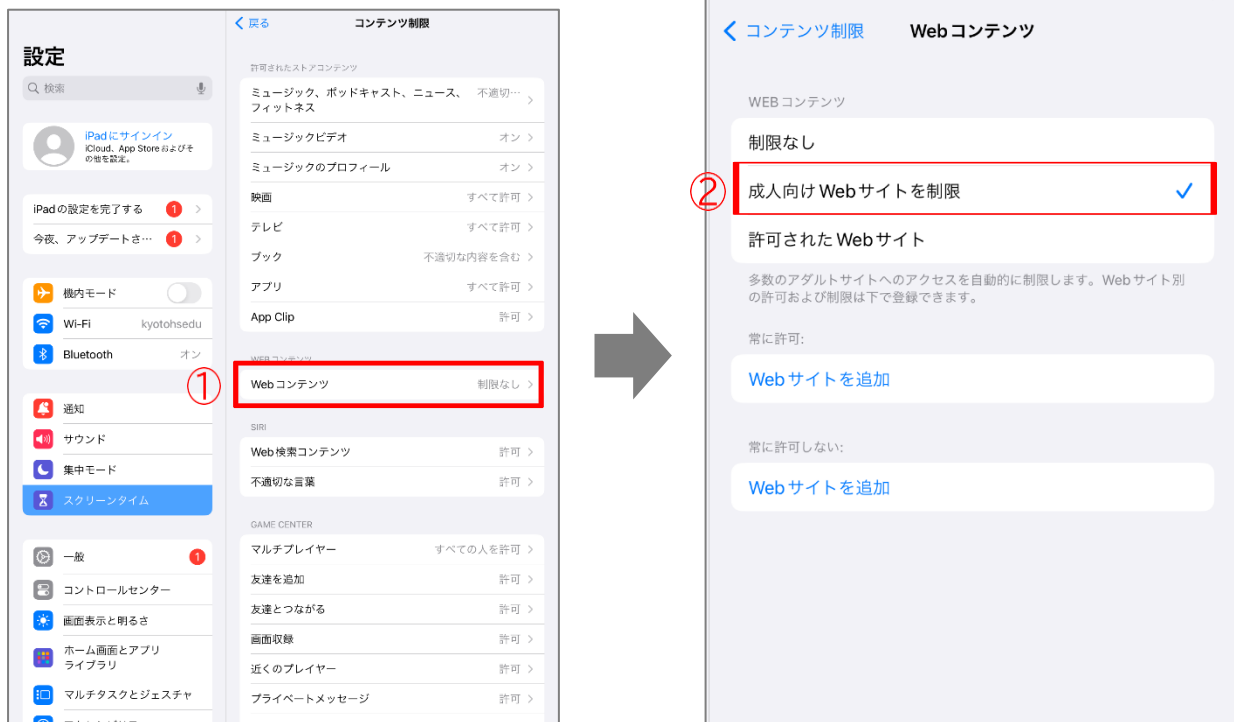 設定
検索
iPadにサインイン
iCloud、App Storeおよびそ
の他を設定。
iPadの設定を完了する 1
今夜、アップデートさ… 1
機内モード
Wi-Fi kyotohsedu
Bluetooth オン
通知
サウンド
集中モード
スクリーンタイム
一般 1
コントロールセンター
画面表示と明るさ
ホーム画面とアプリ
ライブラリ
マルチタスクとジェスチャ
戻る コンテンツ制限
許可されたストアコンテンツ
ミュージック、ポッドキャスト、ニュース、 不適切…
フィットネス
ミュージックビデオ オン
ミュージックのプロフィール オン
映画 すべて許可
テレビ すべて許可
ブック 不適切な内容を含む
アプリ すべて許可
App Clip 許可
WEBコンテンツ
①
Webコンテンツ 制限なし
SIRI
Web検索コンテンツ 許可
不適切な言葉 許可
GAME CENTER
マルチプレイヤー すべての人を許可
友達を追加 許可
友達とつながる 許可
画面収録 許可
近くのプレイヤー 許可
プライベートメッセージ 許可
コンテンツ制限 Webコンテンツ
WEBコンテンツ
制限なし
②
成人向けWebサイトを制限
許可されたWebサイト
多数のアダルトサイトへのアクセスを自動的に制限します。Webサイト別
の許可および制限は下で登録できます。
常に許可:
Webサイトを追加
常に許可しない:
Webサイトを追加